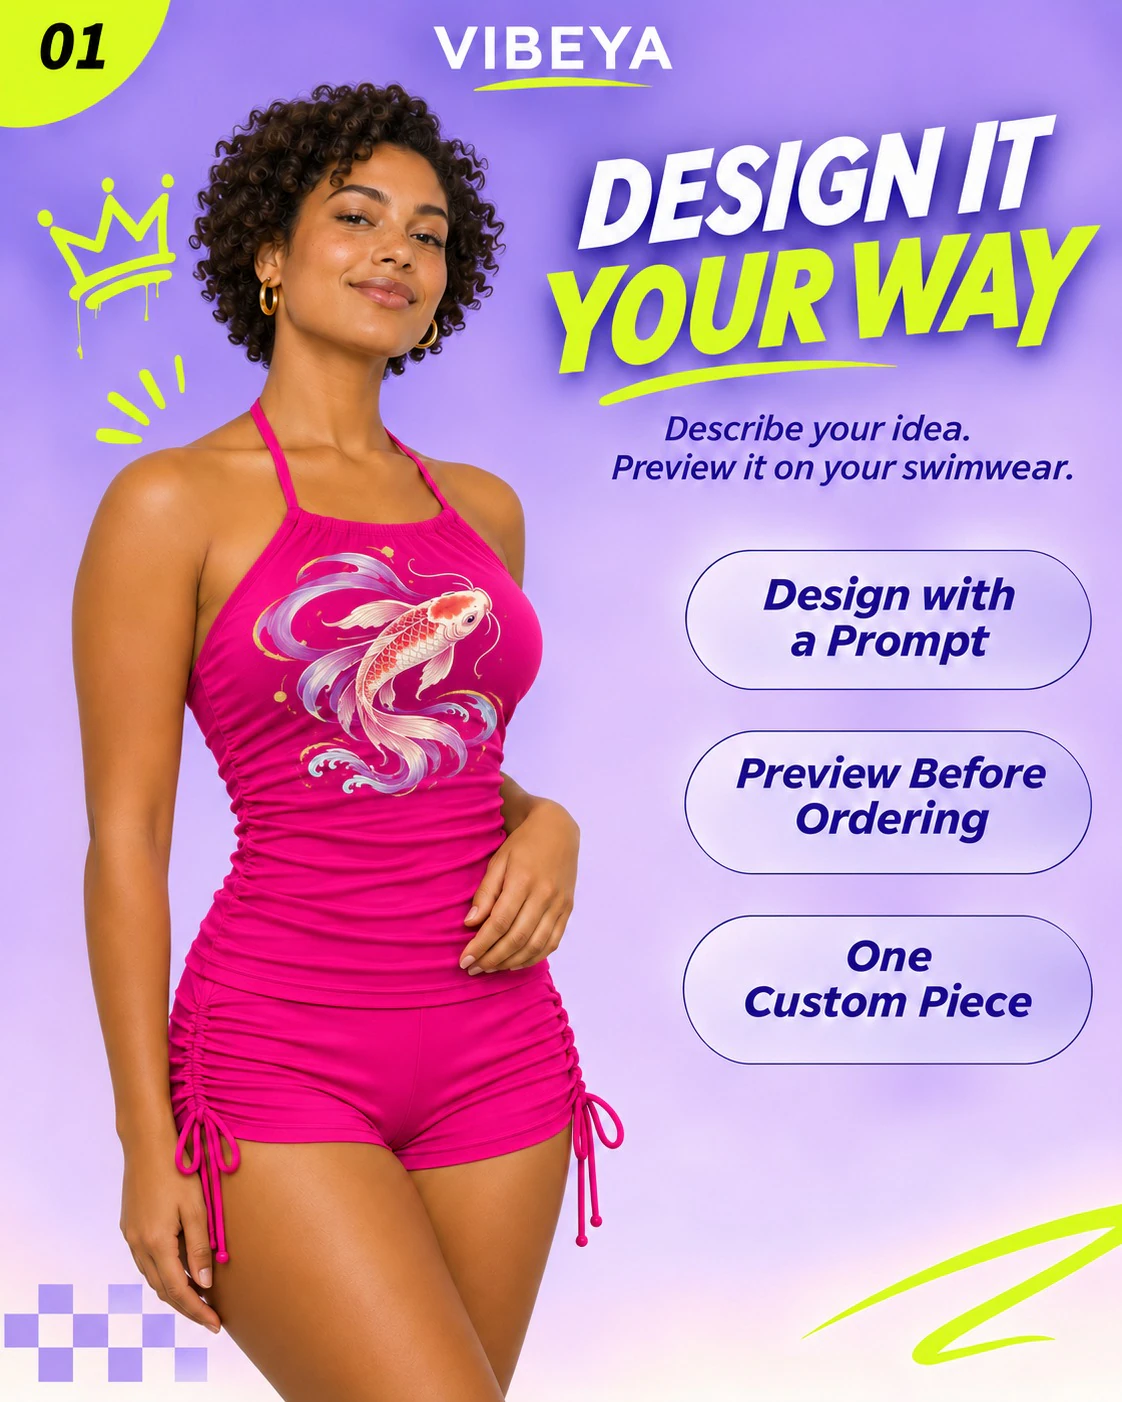 01
VIBEYA
DESIGN IT
YOUR WAY
Describe your idea.
Preview it on your swimwear.
Design with
a Prompt
Preview Before
Ordering
One
Custom Piece